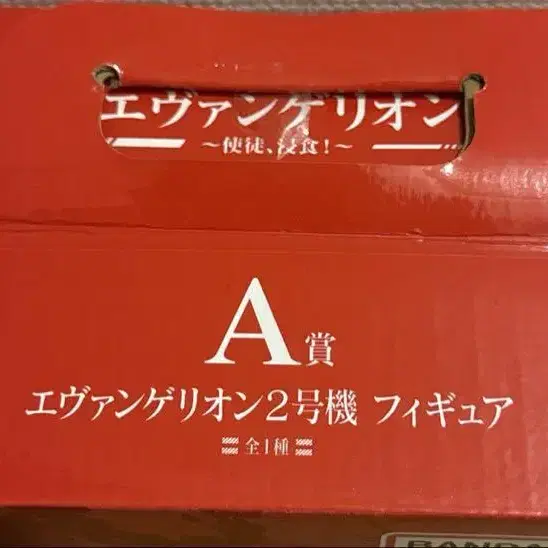 エヴァンゲリオン
～使徒、浸食!～
A賞
エヴァンゲリオン2号機 フィギュア
全1種